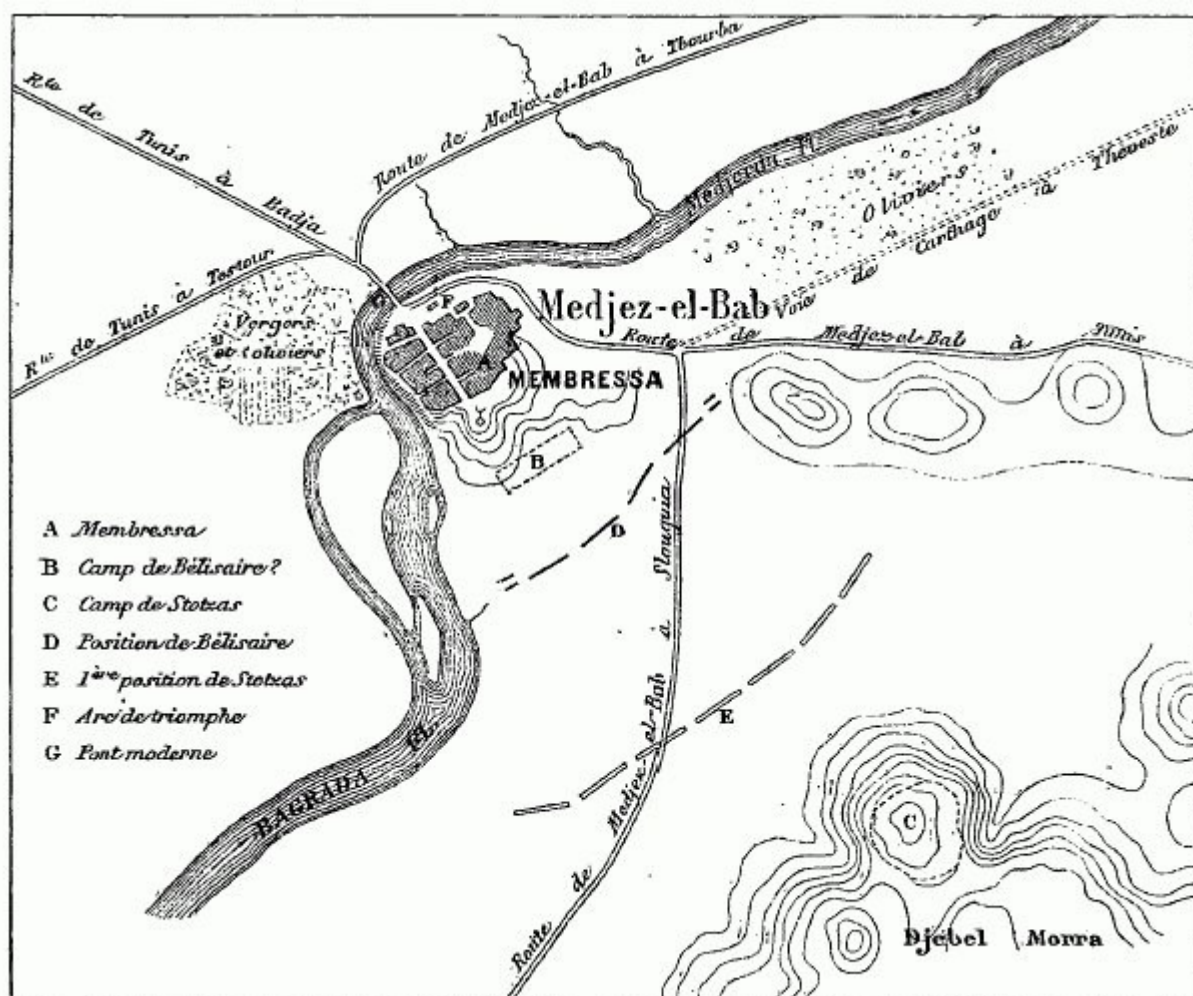 Rte de Tunis à Badja
Route de Medjez-el-Bab à Tbourba
Medjerda Fl.
Oliviers
Voie de Carthage à Theveste
Rte de Tunis à Testour
Vergers
et oliviers
G
F
Medjez-el-Bab
A
MEMBRESSA
Route de Medjez-el-Bab à Tunis
B
D
Route de Medjez-el-Bab à Slouquia
E
A Membressa
B Camp de Bélisaire?
C Camp de Stotzas
D Position de Bélisaire
E 1ère position de Stotzas
F Arc de triomphe
G Pont moderne
BAGRADA Fl.
C
Djebel Morra